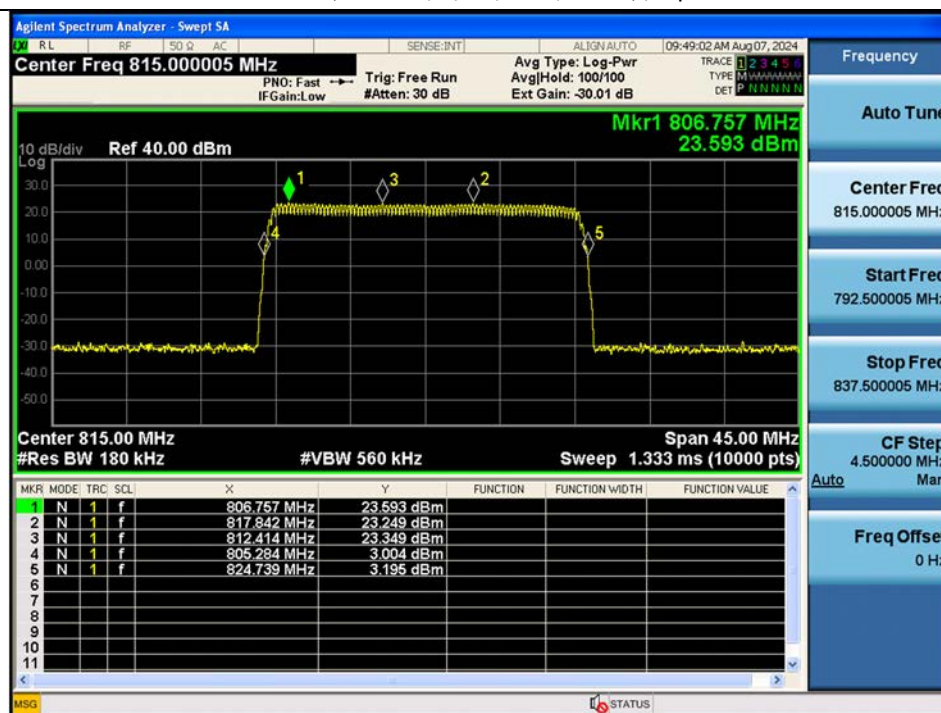 Agilent Spectrum Analyzer - Swept SA
LXI RL RF 50 Ω AC SENSE:INT ALIGN AUTO 09:49:02 AM Aug 07, 2024
Center Freq 815.000005 MHz
PNO: Fast
IFGain:Low
Trig: Free Run
#Atten: 30 dB
Avg Type: Log-Pwr
Avg|Hold: 100/100
Ext Gain: -30.01 dB
TRACE 1 2 3 4 5 6
TYPE M
DET P N N N N N
Mkr1 806.757 MHz
23.593 dBm
10 dB/div Ref 40.00 dBm
Log
30.0
20.0
10.0
0.00
-10.0
-20.0
-30.0
-40.0
-50.0
1
3
2
4
5
Center 815.00 MHz Span 45.00 MHz
#Res BW 180 kHz #VBW 560 kHz Sweep 1.333 ms (10000 pts)
MKR MODE TRC SCL X Y FUNCTION FUNCTION WIDTH FUNCTION VALUE
1 N 1 f 806.757 MHz 23.593 dBm
2 N 1 f 817.842 MHz 23.249 dBm
3 N 1 f 812.414 MHz 23.349 dBm
4 N 1 f 805.284 MHz 3.004 dBm
5 N 1 f 824.739 MHz 3.195 dBm
6
7
8
9
10
11
MSG STATUS
Frequency
Auto Tune
Center Freq
815.000005 MHz
Start Freq
792.500005 MHz
Stop Freq
837.500005 MHz
CF Step
4.500000 MHz
Auto Man
Freq Offset
0 Hz